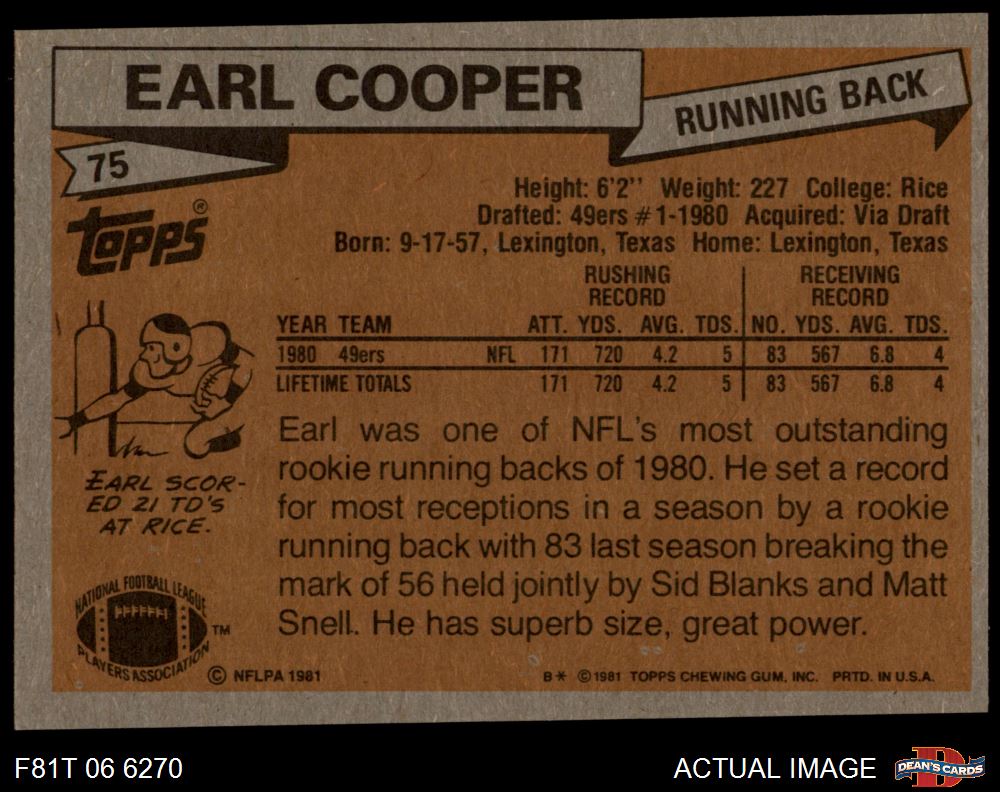 EARL COOPER
RUNNING BACK
75
TOPPS®
Height: 6'2'' Weight: 227 College: Rice
Drafted: 49ers #1-1980 Acquired: Via Draft
Born: 9-17-57, Lexington, Texas Home: Lexington, Texas
RUSHING RECORD RECEIVING RECORD
YEAR TEAM ATT. YDS. AVG. TDS. NO. YDS. AVG. TDS.
1980 49ers NFL 171 720 4.2 5 83 567 6.8 4
LIFETIME TOTALS 171 720 4.2 5 83 567 6.8 4
EARL SCOR-
ED 21 TD'S
AT RICE.
Earl was one of NFL's most outstanding
rookie running backs of 1980. He set a record
for most receptions in a season by a rookie
running back with 83 last season breaking the
mark of 56 held jointly by Sid Blanks and Matt
Snell. He has superb size, great power.
NATIONAL FOOTBALL LEAGUE
PLAYERS ASSOCIATION
TM
© NFLPA 1981
B* ©1981 TOPPS CHEWING GUM, INC. PRTD. IN U.S.A.
F81T 06 6270
ACTUAL IMAGE
D
DEAN'S CARDS